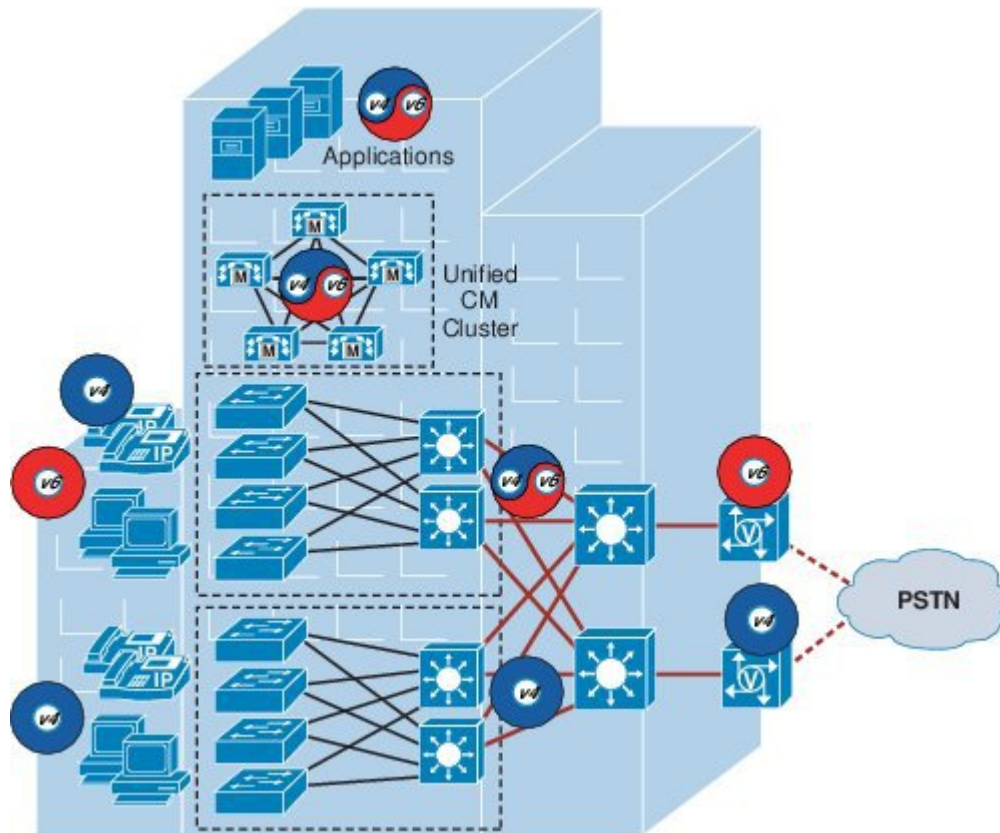 v4 v6
Applications
M
M
M
v4 v6
M
M
Unified
CM
Cluster
v4
IP
IP
v6
v4 v6
v6
V
PSTN
v4
V
IP
IP
v4
v4